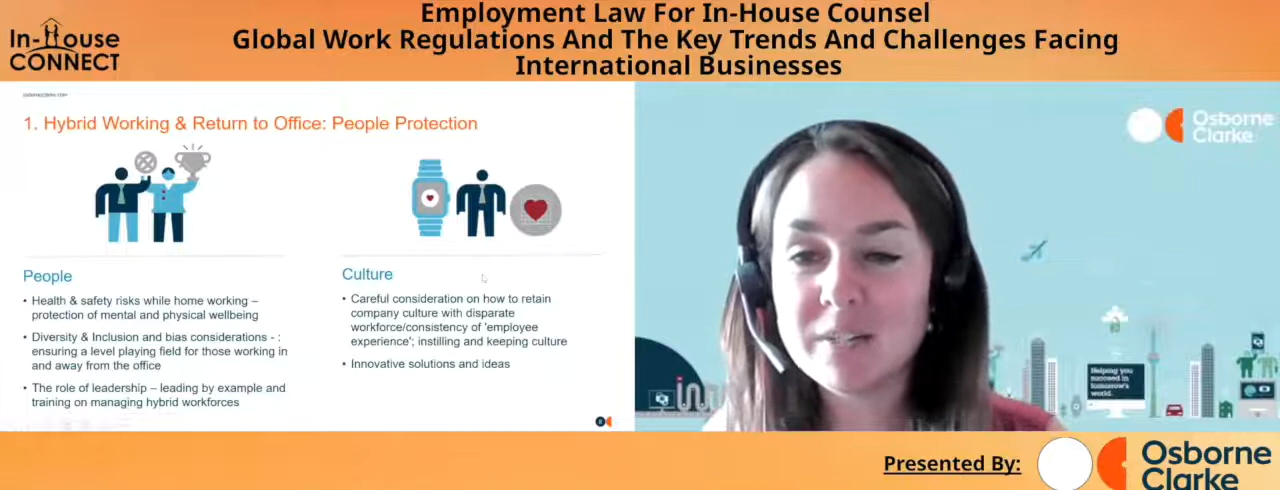 In-House
CONNECT
Employment Law For In-House Counsel
Global Work Regulations And The Key Trends And Challenges Facing
International Businesses
1. Hybrid Working & Return to Office: People Protection
People
• Health & safety risks while home working –
protection of mental and physical wellbeing
• Diversity & Inclusion and bias considerations - :
ensuring a level playing field for those working in
and away from the office
• The role of leadership – leading by example and
training on managing hybrid workforces
Culture
• Careful consideration on how to retain
company culture with disparate
workforce/consistency of 'employee
experience'; instilling and keeping culture
• Innovative solutions and ideas
Osborne
Clarke
Helping you
succeed in
tomorrow's
world.
Presented By:
Osborne
Clarke